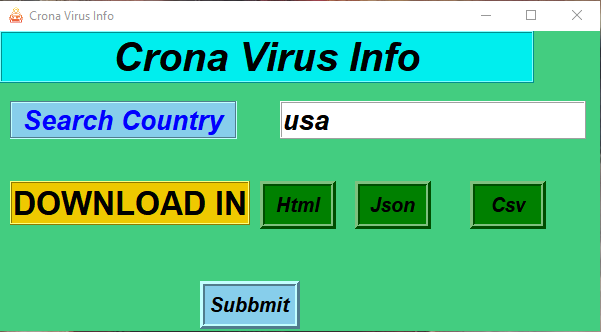 Crona Virus Info
Crona Virus Info
Search Country usa
DOWNLOAD IN Html Json Csv
Subbmit